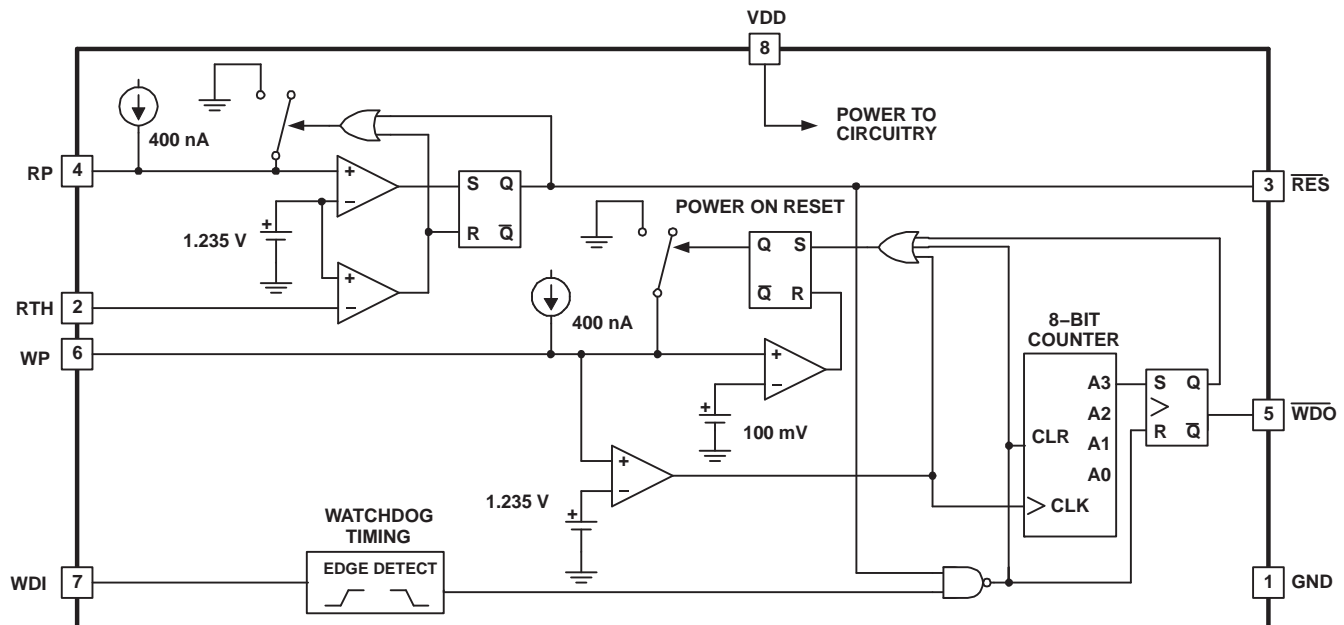 VDD
8
POWER TO
CIRCUITRY
400 nA
RP
4
+
−
S Q
R Q̅
3
R̅E̅S̅
1.235 V
+
POWER ON RESET
+
−
RTH
2
Q S
Q̅ R
400 nA
WP
6
8−BIT
COUNTER
+
−
+
100 mV
A3
A2
A1
A0
CLR
CLK
S Q
R Q̅
5
W̅D̅O̅
+
−
1.235 V
+
WATCHDOG
TIMING
EDGE DETECT
WDI
7
1
GND